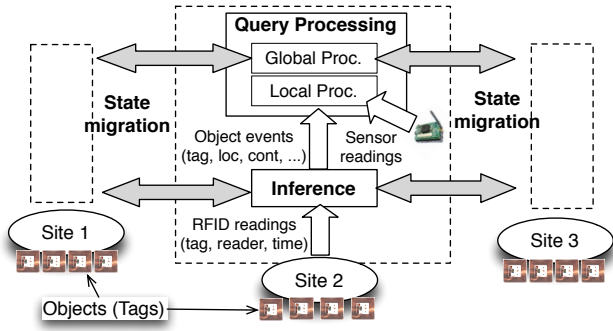 Query Processing
Global Proc.
Local Proc.
State
migration
State
migration
Object events
(tag, loc, cont, ...)
Sensor
readings
Inference
RFID readings
(tag, reader, time)
Site 1
Site 2
Site 3
Objects (Tags)